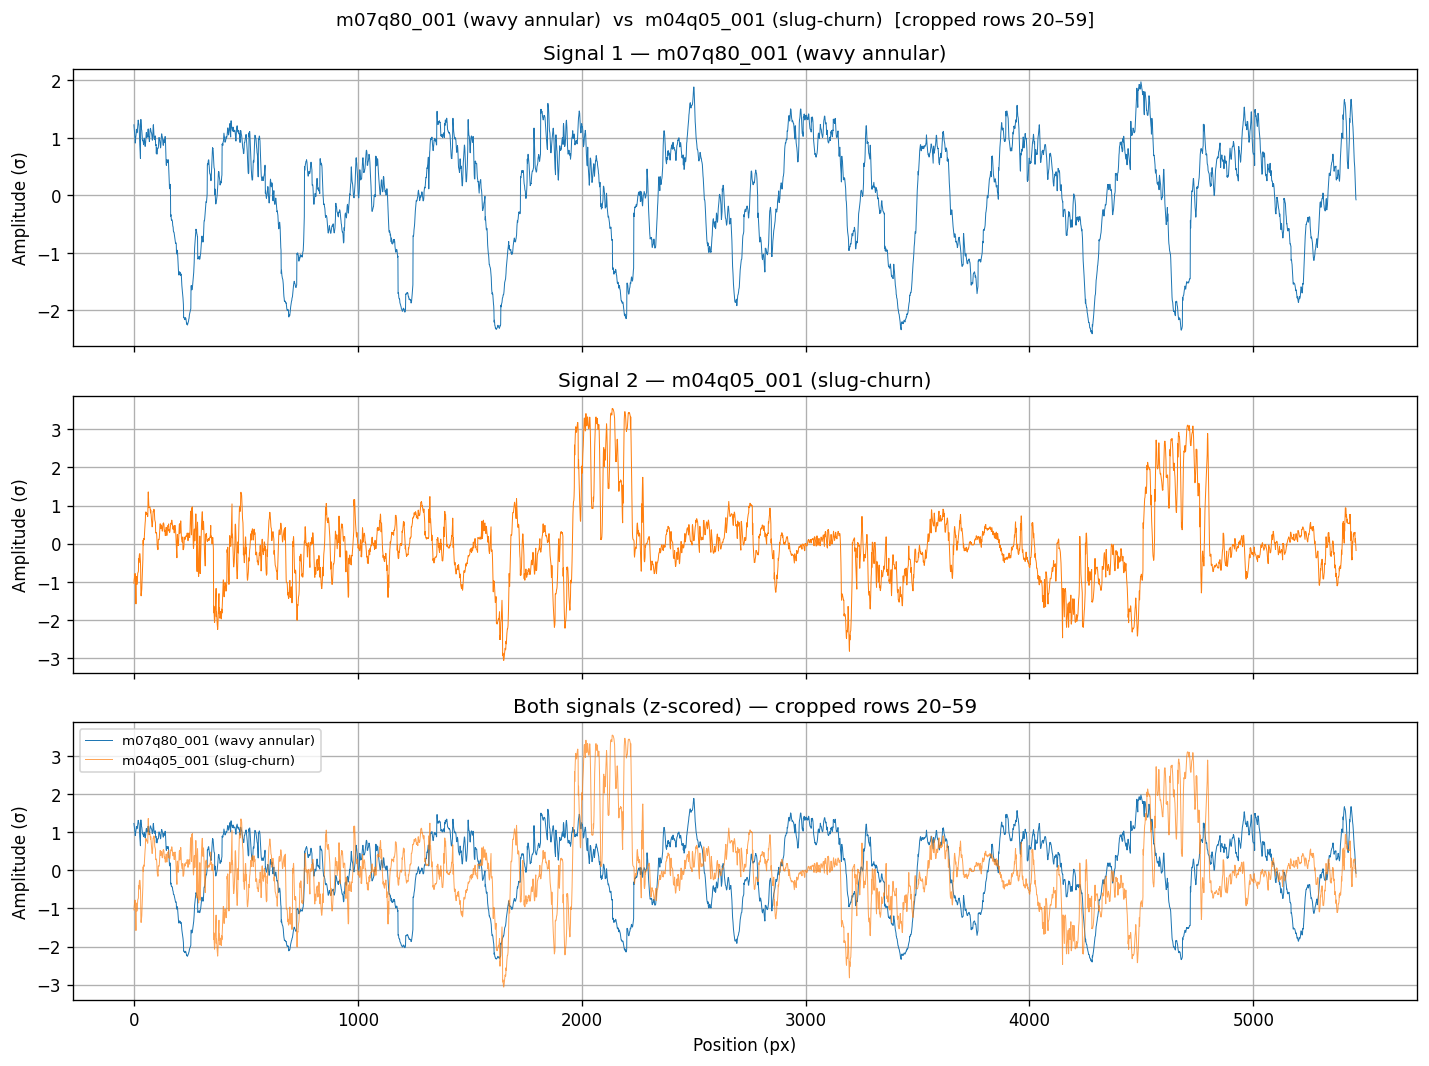 m07q80_001 (wavy annular)  vs  m04q05_001 (slug-churn)  [cropped rows 20–59]
Signal 1 — m07q80_001 (wavy annular)
Amplitude (σ)
2
1
0
−1
−2
Signal 2 — m04q05_001 (slug-churn)
Amplitude (σ)
3
2
1
0
−1
−2
−3
Both signals (z-scored) — cropped rows 20–59
m07q80_001 (wavy annular)
m04q05_001 (slug-churn)
Amplitude (σ)
3
2
1
0
−1
−2
−3
0 1000 2000 3000 4000 5000
Position (px)